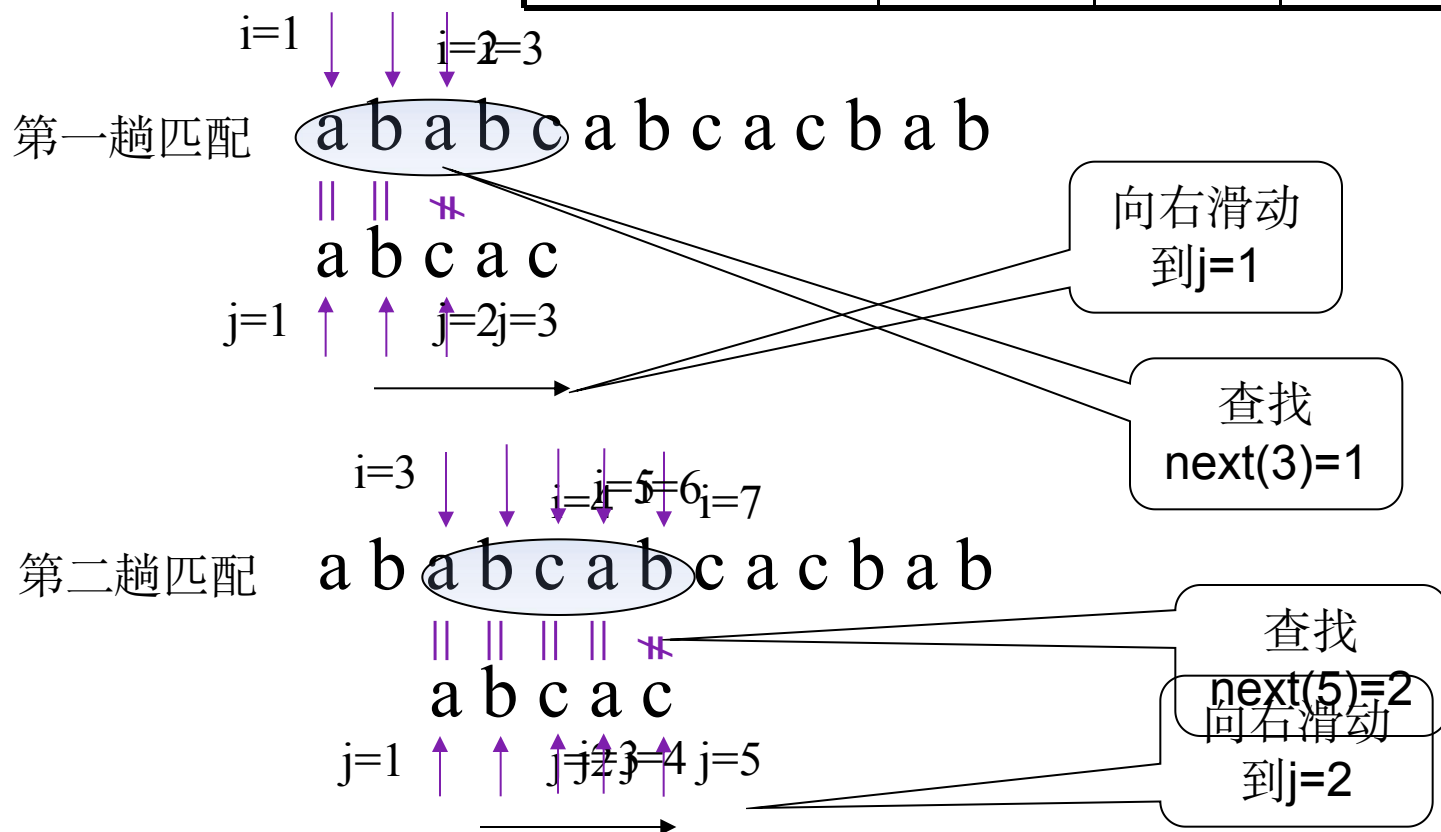 i=1 i=2 i=3
第一趟匹配 a b a b c a b c a c b a b
a b c a c
j=1 j=2 j=3
向右滑动
到j=1
查找
next(3)=1
i=3 i=4 i=5 i=6 i=7
第二趟匹配 a b a b c a b c a c b a b
a b c a c
j=1 j=2 j=3 j=4 j=5
查找
next(5)=2
向右滑动
到j=2